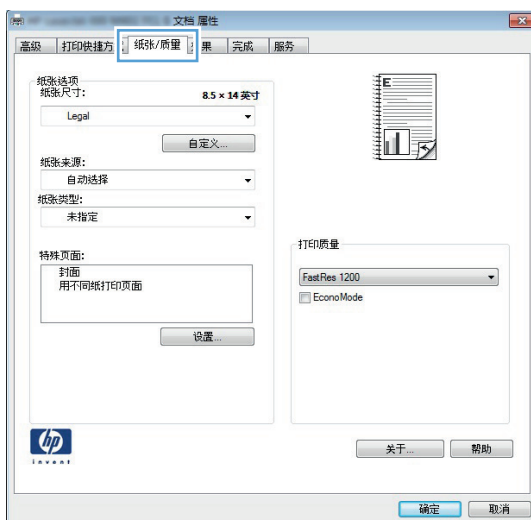 文档 属性
高级 打印快捷方 纸张/质量 果 完成 服务
纸张选项
纸张尺寸: 8.5 × 14 英寸
Legal
自定义...
纸张来源:
自动选择
纸张类型:
未指定
特殊页面:
封面
用不同纸打印页面
设置...
E
打印质量
FastRes 1200
EconoMode
hp
invent
关于... 帮助
确定 取消